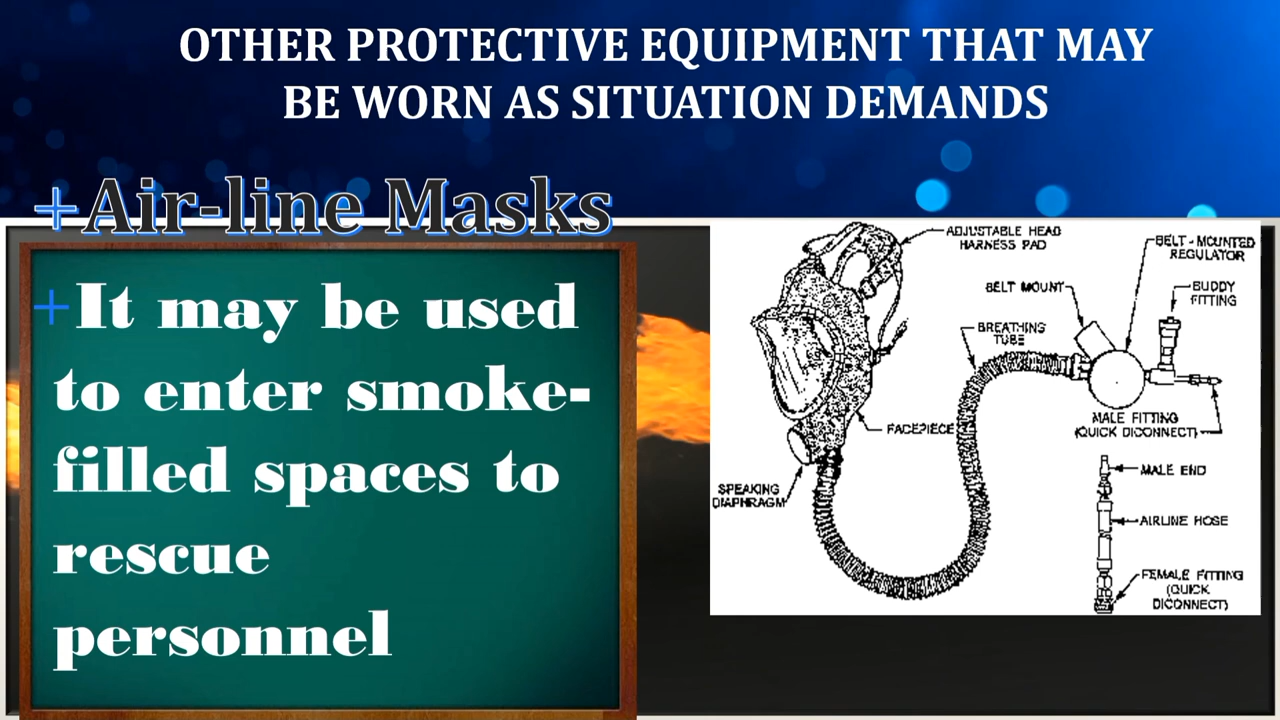 OTHER PROTECTIVE EQUIPMENT THAT MAY
BE WORN AS SITUATION DEMANDS
+Air-line Masks
+It may be used
to enter smoke-
filled spaces to
rescue
personnel
ADJUSTABLE HEAD
HARNESS PAD
BELT - MOUNTED
REGULATOR
BELT MOUNT
BUDDY
FITTING
BREATHING
TUBE
MALE FITTING
(QUICK DICONNECT)
FACEPIECE
MALE END
SPEAKING
DIAPHRAGM
AIRLINE HOSE
FEMALE FITTING
(QUICK
DICONNECT)